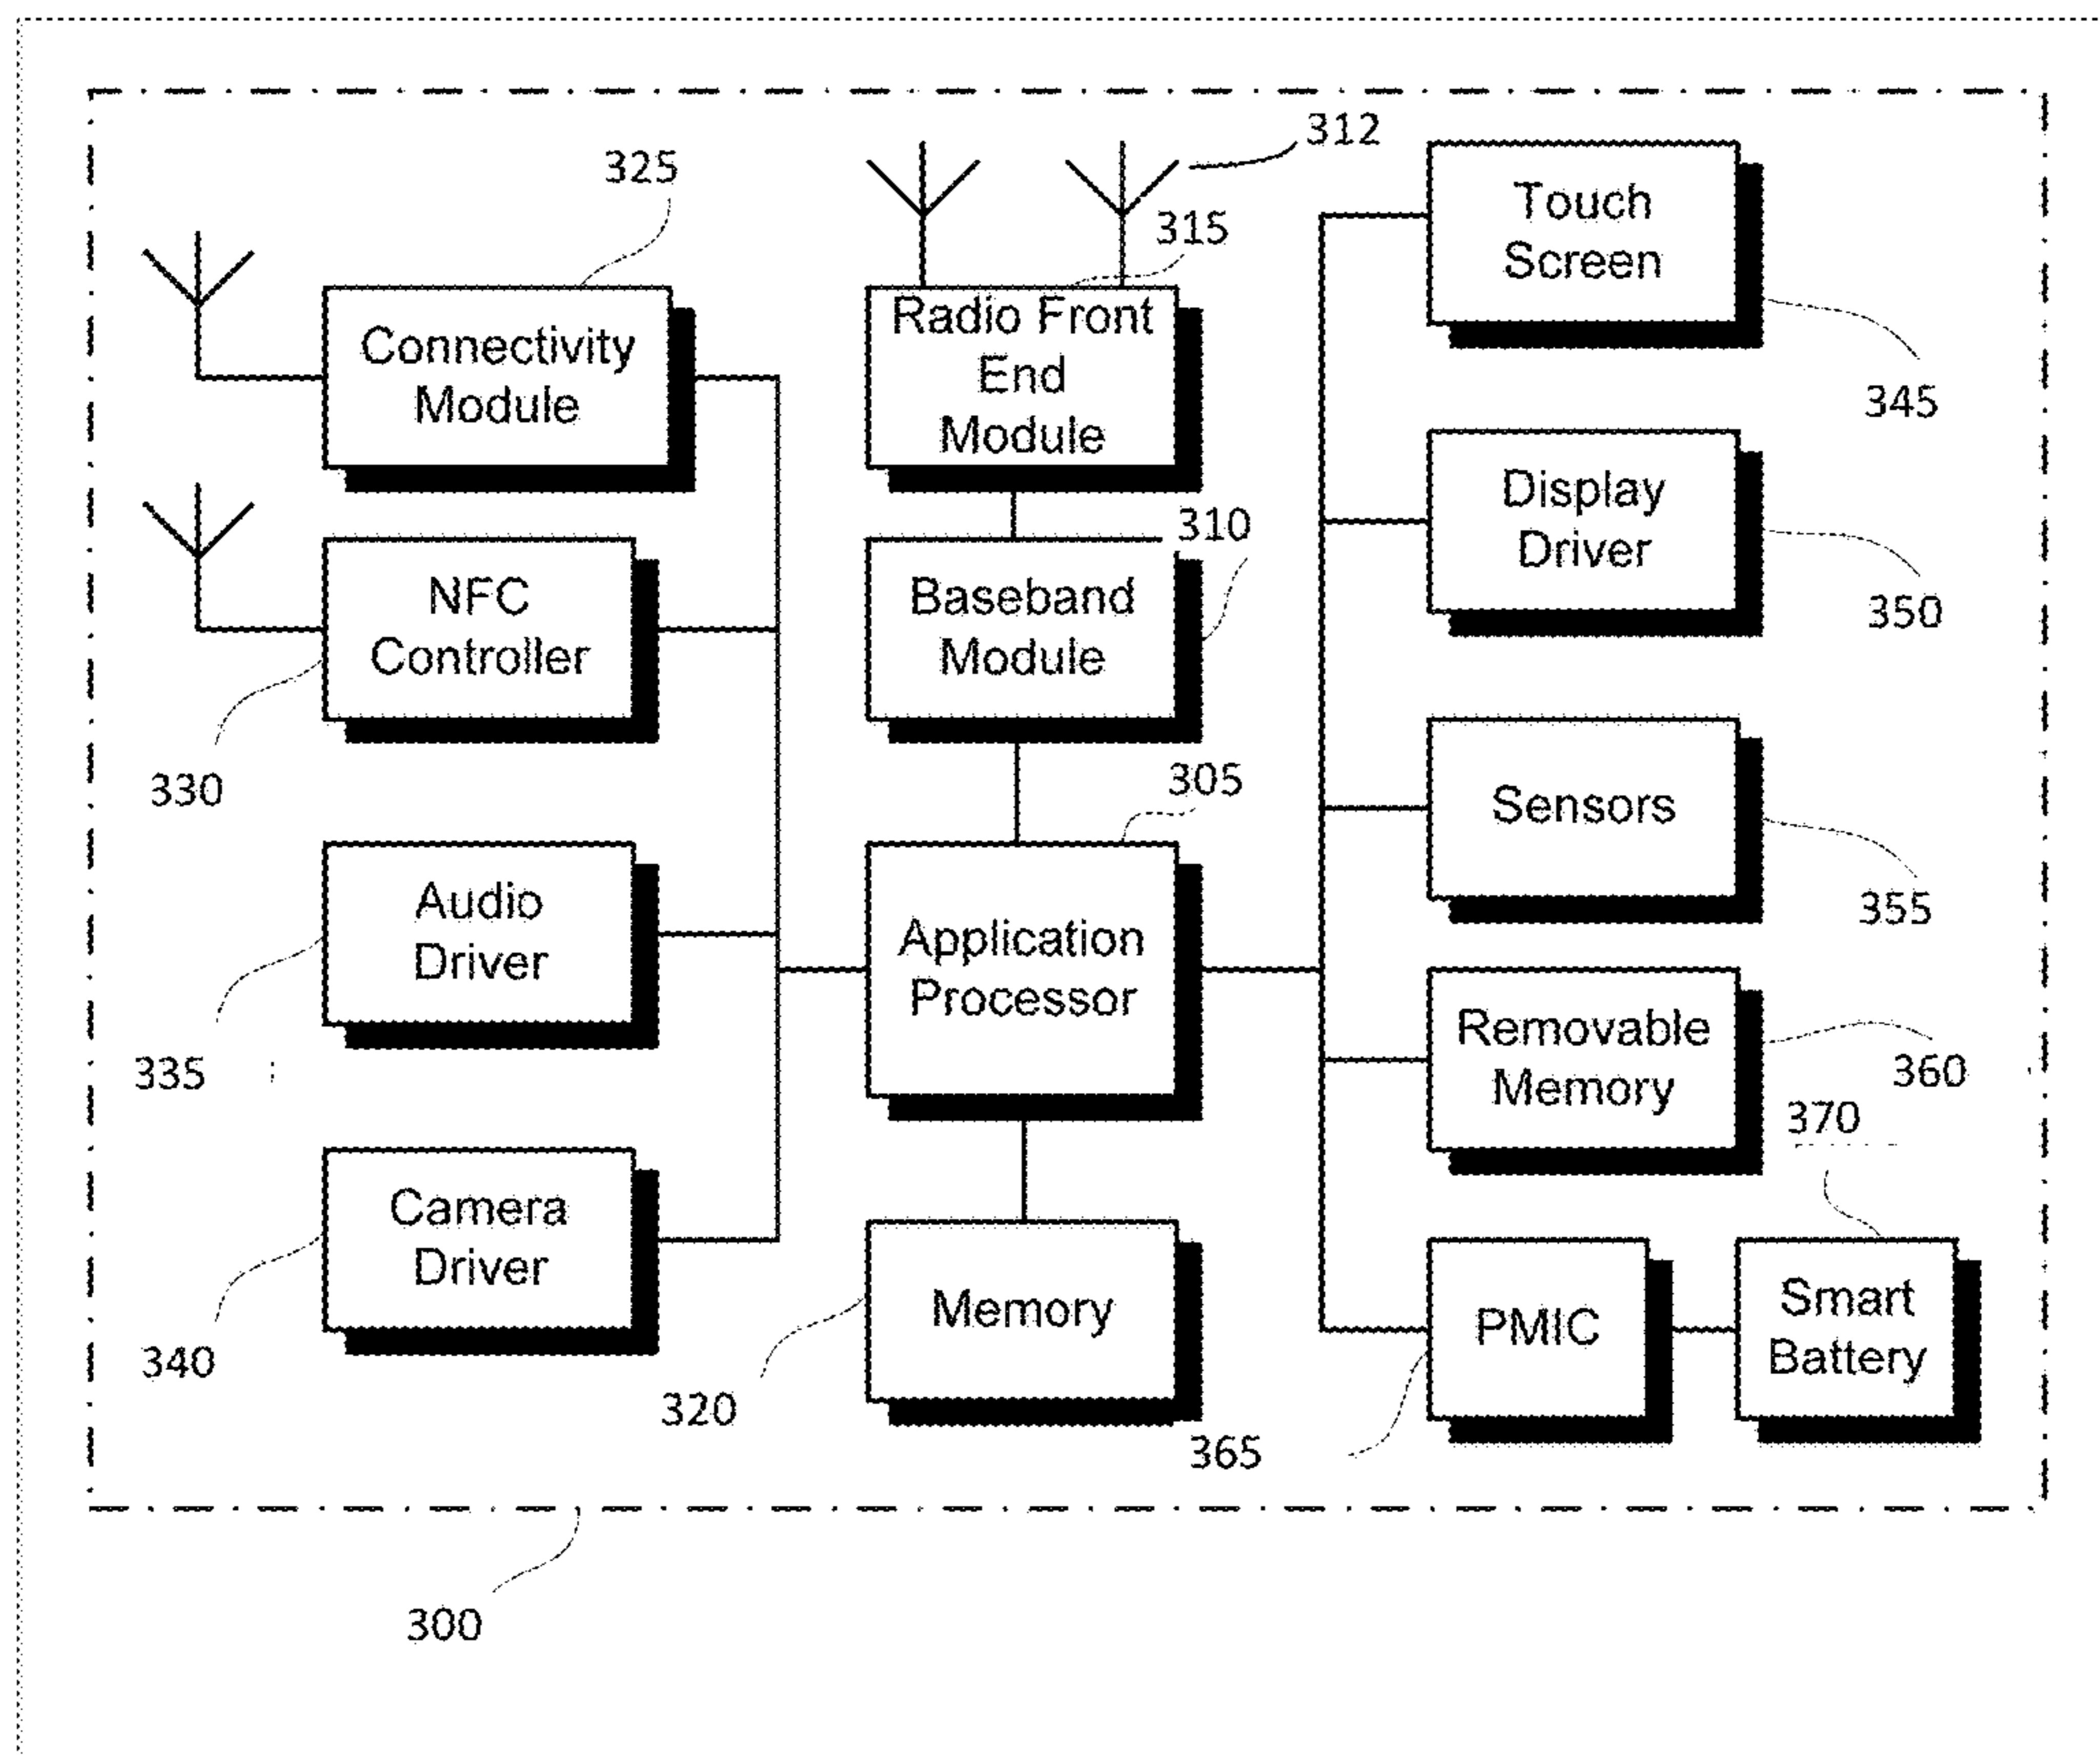 312
325
315
Touch
Screen
Connectivity
Module
Radio Front
End
Module
345
Display
Driver
310
350
NFC
Controller
Baseband
Module
330
305
Sensors
355
Audio
Driver
Application
Processor
Removable
Memory
335
360
370
Camera
Driver
Memory
PMIC
Smart
Battery
340
320
365
300